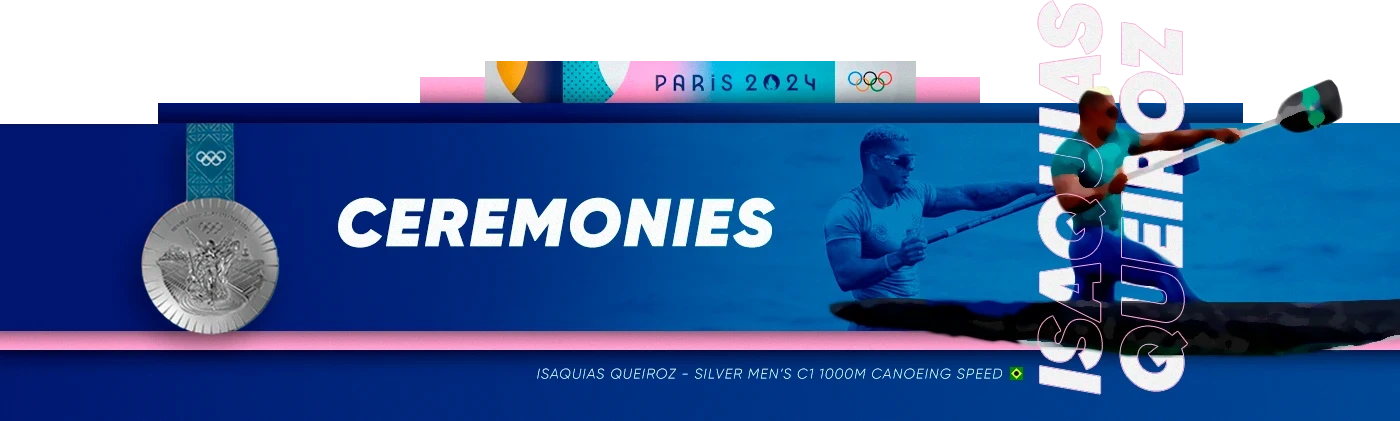 PARIS 2024
CEREMONIES
ISAQUIAS
QUEIROZ
ISAQUIAS QUEIROZ - SILVER MEN'S C1 1000M CANOEING SPEED